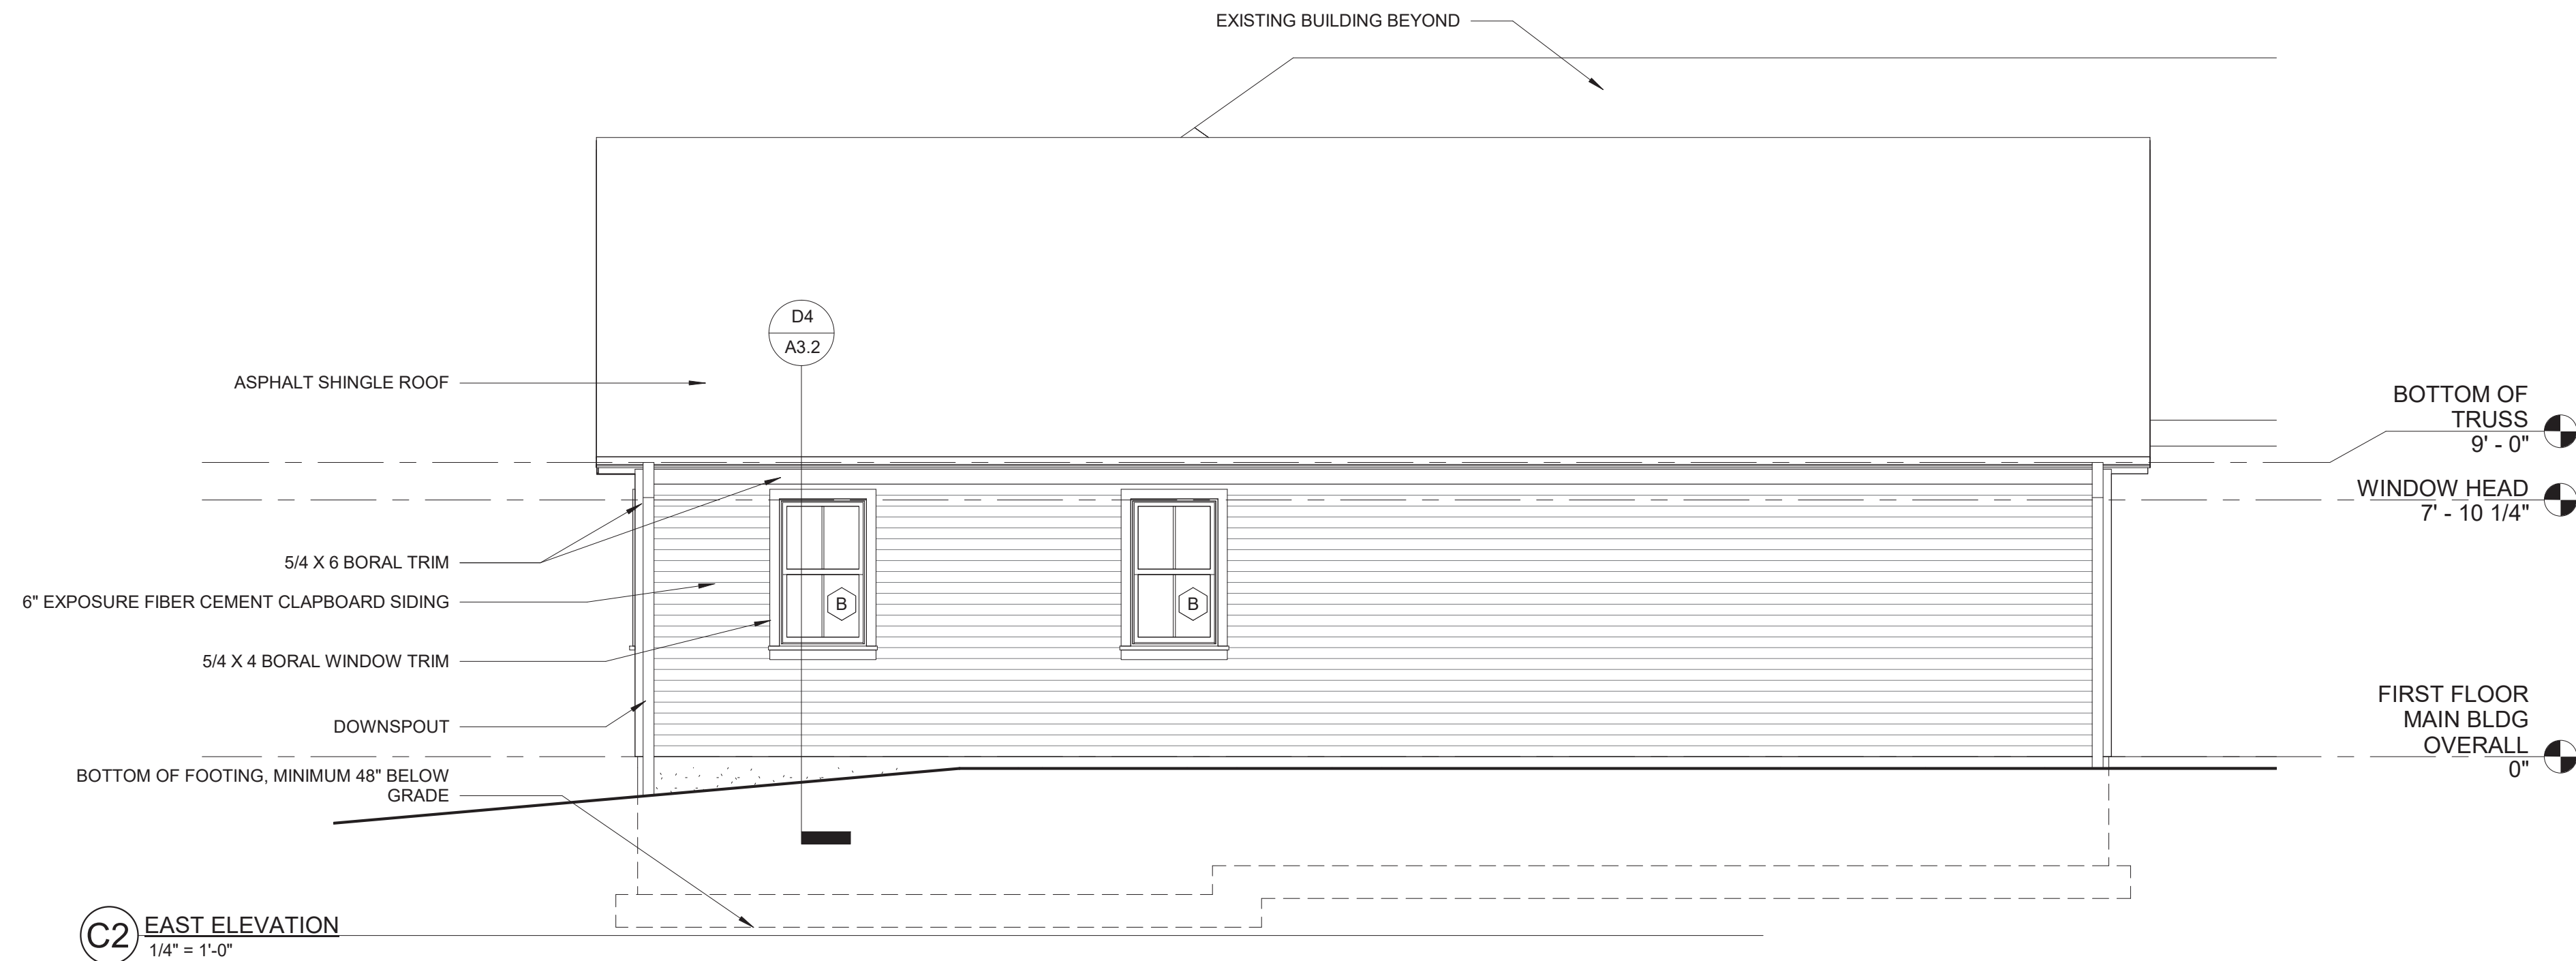 EXISTING BUILDING BEYOND
D4
A3.2
ASPHALT SHINGLE ROOF
BOTTOM OF
TRUSS
9' - 0"
WINDOW HEAD
7' - 10 1/4"
5/4 X 6 BORAL TRIM
6" EXPOSURE FIBER CEMENT CLAPBOARD SIDING
B
B
5/4 X 4 BORAL WINDOW TRIM
DOWNSPOUT
FIRST FLOOR
MAIN BLDG
OVERALL
0"
BOTTOM OF FOOTING, MINIMUM 48" BELOW
GRADE
C2
EAST ELEVATION
1/4" = 1'-0"